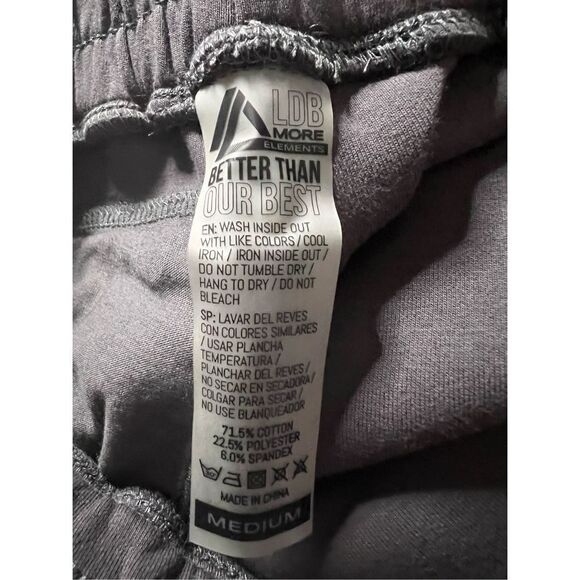 LDB
MORE
ELEMENTS
BETTER THAN
OUR BEST
EN: WASH INSIDE OUT
WITH LIKE COLORS / COOL
IRON / IRON INSIDE OUT /
DO NOT TUMBLE DRY /
HANG TO DRY / DO NOT
BLEACH
SP: LAVAR DEL REVES
CON COLORES SIMILARES
/ USAR PLANCHA
TEMPERATURA /
PLANCHAR DEL REVES /
NO SECAR EN SECADORA/
COLGAR PARA SECAR /
NO USE BLANQUEADOR
71.5% COTTON
22.5% POLYESTER
6.0% SPANDEX
30
MADE IN CHINA
MEDIUM